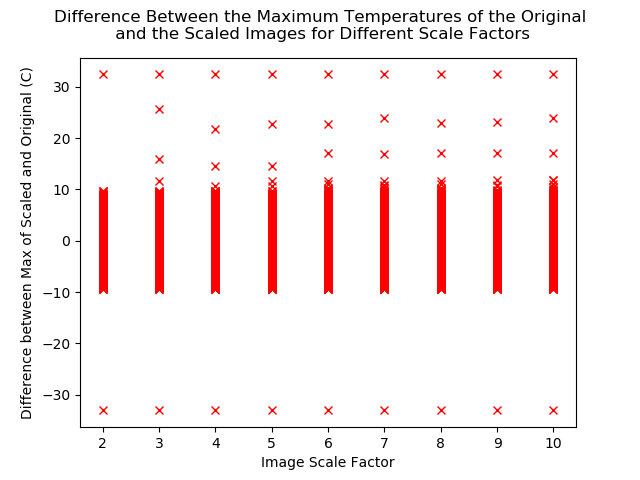 Difference Between the Maximum Temperatures of the Original
and the Scaled Images for Different Scale Factors
Difference between Max of Scaled and Original (C)
30
20
10
0
−10
−20
−30
2 3 4 5 6 7 8 9 10
Image Scale Factor